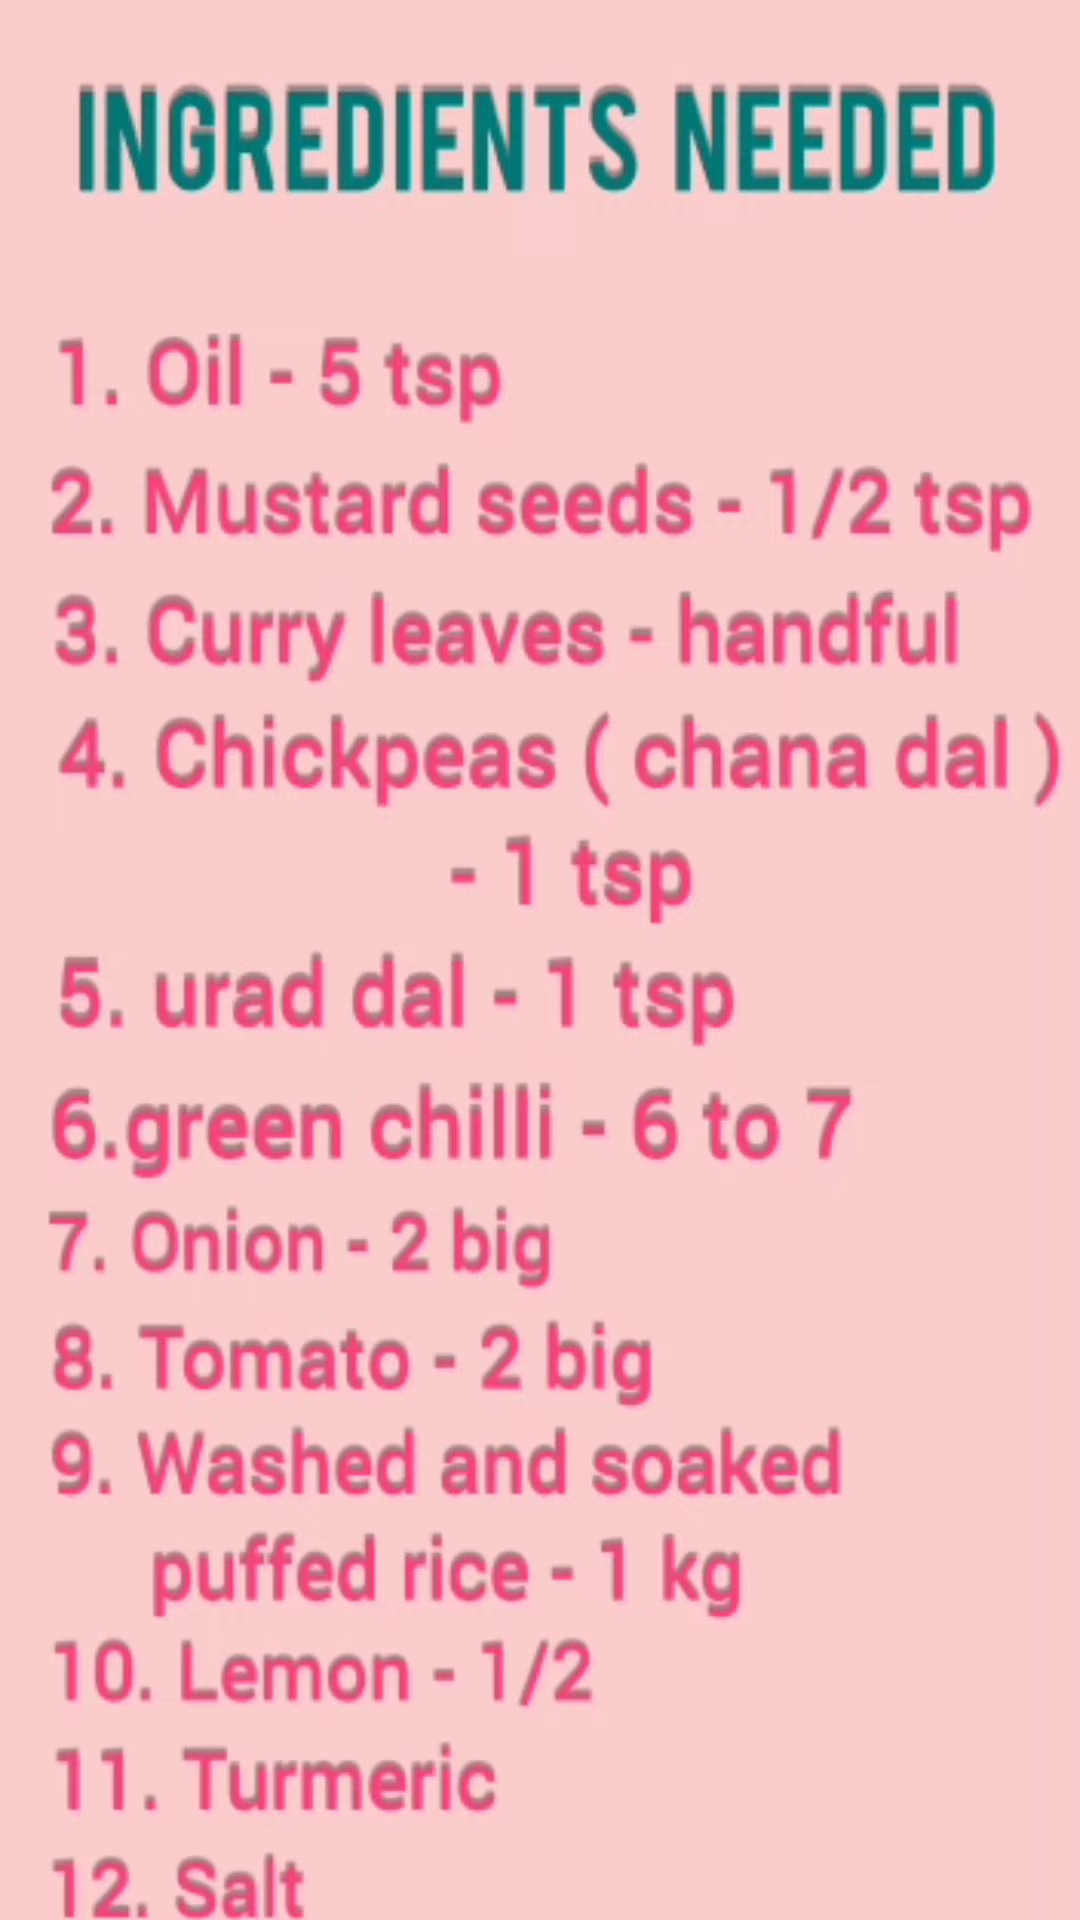 INGREDIENTS NEEDED
1. Oil - 5 tsp
2. Mustard seeds - 1/2 tsp
3. Curry leaves - handful
4. Chickpeas ( chana dal )
- 1 tsp
5. urad dal - 1 tsp
6.green chilli - 6 to 7
7. Onion - 2 big
8. Tomato - 2 big
9. Washed and soaked
puffed rice - 1 kg
10. Lemon - 1/2
11. Turmeric
12. Salt